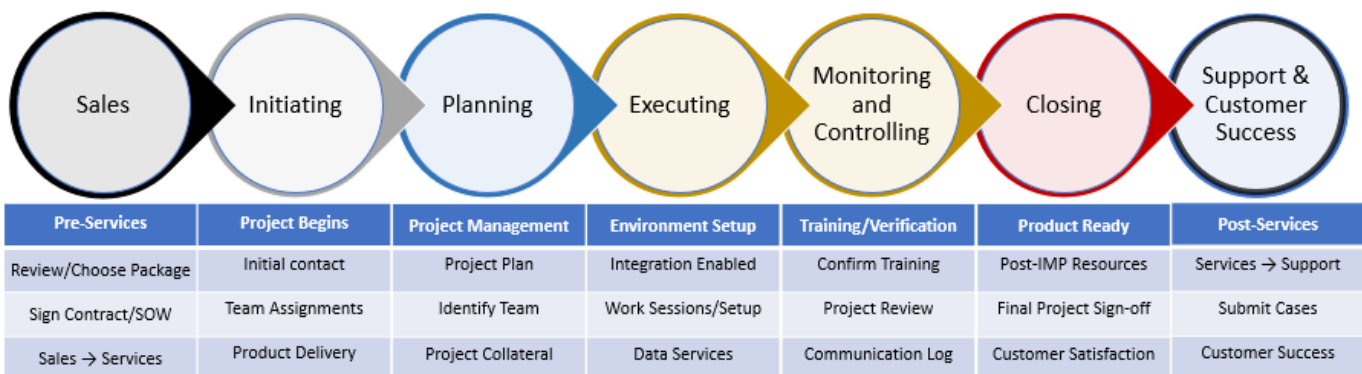 Sales
Initiating
Planning
Executing
Monitoring
and
Controlling
Closing
Support &
Customer
Success
Pre-Services
Project Begins
Project Management
Environment Setup
Training/Verification
Product Ready
Post-Services
Review/Choose Package
Initial contact
Project Plan
Integration Enabled
Confirm Training
Post-IMP Resources
Services → Support
Sign Contract/SOW
Team Assignments
Identify Team
Work Sessions/Setup
Project Review
Final Project Sign-off
Submit Cases
Sales → Services
Product Delivery
Project Collateral
Data Services
Communication Log
Customer Satisfaction
Customer Success